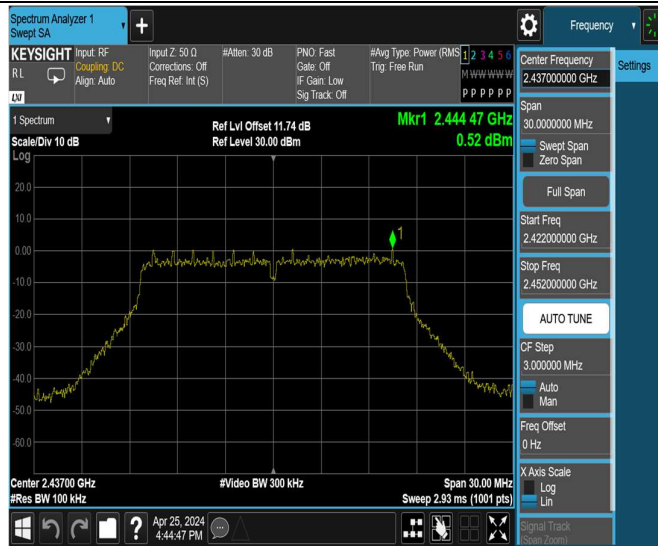 Spectrum Analyzer 1
Swept SA
Frequency
KEYSIGHT
RL
LXI
Input: RF
Coupling: DC
Align: Auto
Input Z: 50 Ω
Corrections: Off
Freq Ref: Int (S)
#Atten: 30 dB
PNO: Fast
Gate: Off
IF Gain: Low
Sig Track: Off
#Avg Type: Power (RMS
Trig: Free Run
1 2 3 4 5 6
M W W W W W
P P P P P P
Center Frequency
2.437000000 GHz
Settings
Span
30.0000000 MHz
Swept Span
Zero Span
Full Span
Start Freq
2.422000000 GHz
Stop Freq
2.452000000 GHz
AUTO TUNE
CF Step
3.000000 MHz
Auto
Man
Freq Offset
0 Hz
X Axis Scale
Log
Lin
Signal Track
(Span Zoom)
1 Spectrum
Scale/Div 10 dB
Log
Ref Lvl Offset 11.74 dB
Ref Level 30.00 dBm
Mkr1 2.444 47 GHz
0.52 dBm
20.0
10.0
0.00
-10.0
-20.0
-30.0
-40.0
-50.0
-60.0
1
Center 2.43700 GHz
#Res BW 100 kHz
#Video BW 300 kHz
Span 30.00 MHz
Sweep 2.93 ms (1001 pts)
Apr 25, 2024
4:44:47 PM